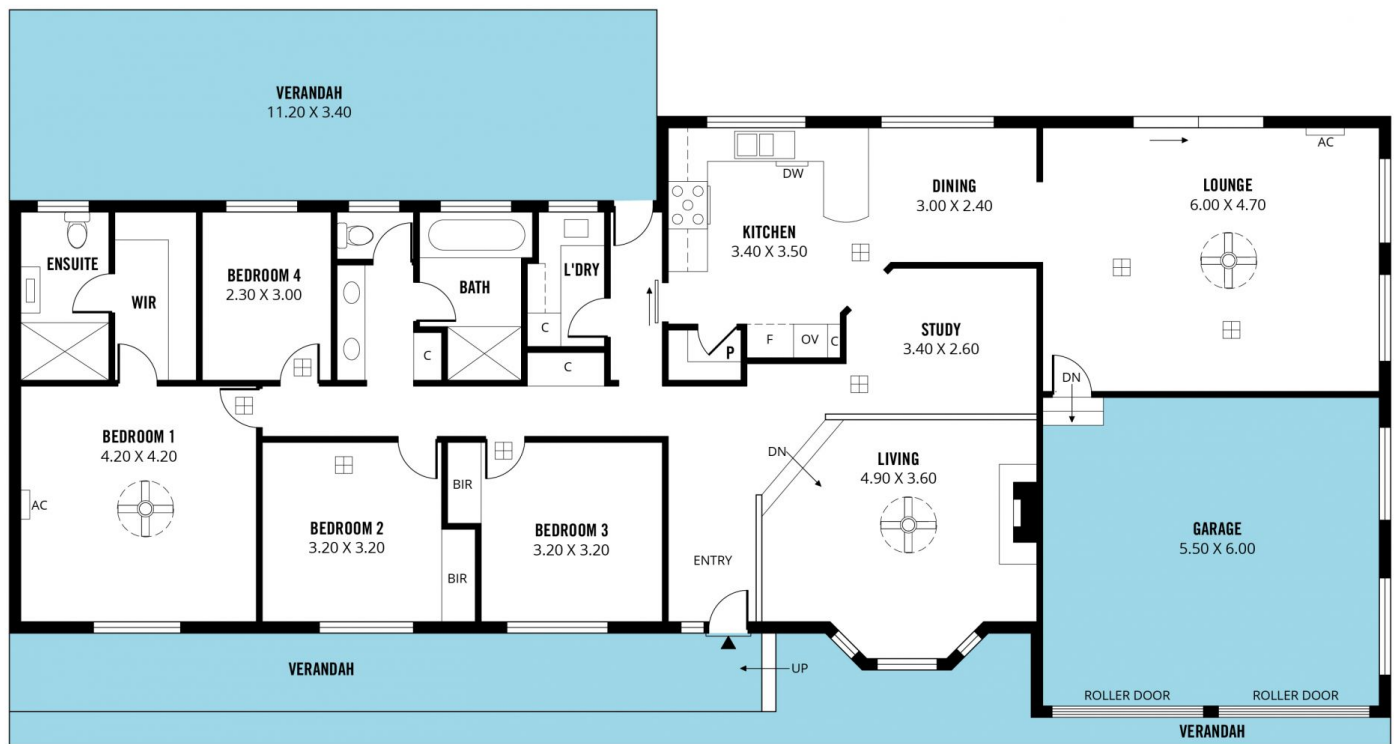 VERANDAH
11.20 X 3.40
ENSUITE
WIR
BEDROOM 4
2.30 X 3.00
BATH
L'DRY
C
C
C
KITCHEN
3.40 X 3.50
DW
P
F
OV
C
DINING
3.00 X 2.40
STUDY
3.40 X 2.60
LOUNGE
6.00 X 4.70
AC
DN
BEDROOM 1
4.20 X 4.20
AC
BEDROOM 2
3.20 X 3.20
BIR
BIR
BEDROOM 3
3.20 X 3.20
ENTRY
DN
LIVING
4.90 X 3.60
GARAGE
5.50 X 6.00
ROLLER DOOR
ROLLER DOOR
VERANDAH
UP
VERANDAH